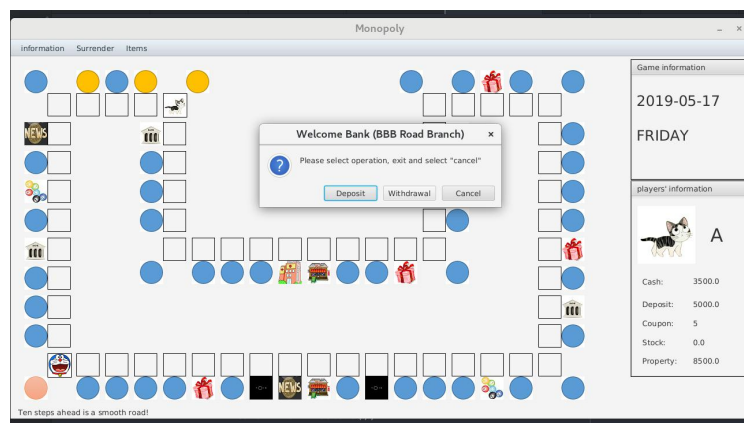 Monopoly
information Surrender Items
Game information
2019-05-17
FRIDAY
NEWS
Welcome Bank (BBB Road Branch)
Please select operation, exit and select "cancel"
Deposit Withdrawal Cancel
players' information
A
Cash: 3500.0
Deposit: 5000.0
Coupon: 5
Stock: 0.0
Property: 8500.0
NEWS
Ten steps ahead is a smooth road!